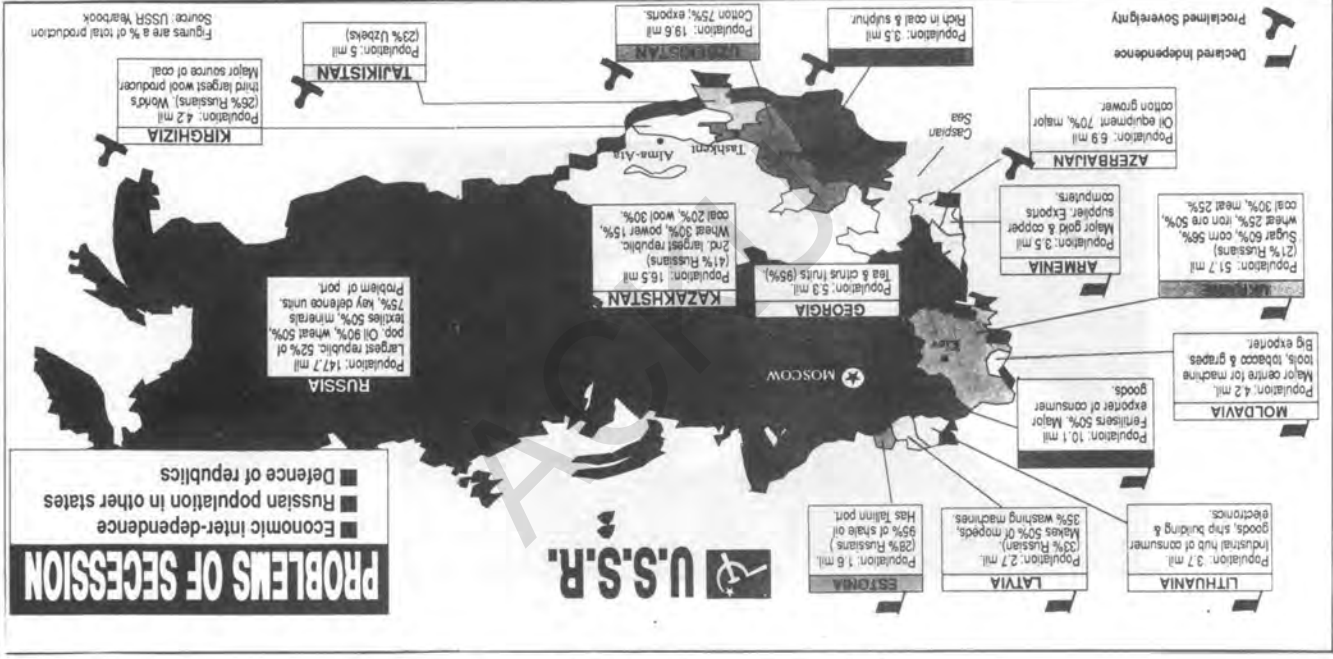 LITHUANIA
Population: 3.7 mil.
Industrial hub of consumer
goods, ship building &
electronics.
LATVIA
Population: 2.7 mil.
(33% Russian).
Makes 50% of mopeds,
35% washing machines.
ESTONIA
Population: 1.6 mil.
(28% Russians )
95% of shale oil
Has Tallinn port.
U.S.S.R.
PROBLEMS OF SECESSION
Economic inter-dependence
Russian population in other states
Defence of republics
Population: 10.1 mil
Fertilisers 50%. Major
exporter of consumer
goods.
MOLDAVIA
Population: 4.2 mil.
Major centre for machine
tools, tobacco & grapes.
Big exporter.
MOSCOW
Kiev
RUSSIA
Population: 147.7 mil
Largest republic. 52% of
pop. Oil 90%, wheat 50%,
textiles 50%, minerals
75%, key defence units.
Problem of port.
UKRAINE
Population: 51.7 mil
(21% Russians)
Sugar 60%, corn 56%,
wheat 25%, iron ore 50%,
coal 30%, meat 25%.
GEORGIA
Population: 5.3 mil.
Tea & citrus fruits (95%).
KAZAKHSTAN
Population: 16.5 mil
(41% Russians)
2nd. largest republic.
Wheat 30%, power 15%,
coal 20%, wool 30%.
ARMENIA
Population: 3.5 mil
Major gold & copper
supplier. Exports
computers.
AZERBAIJAN
Population: 6.9 mil
Oil equipment 70%, major
cotton grower.
Caspian
Sea
Tashkent
Alma-Ata
KIRGHIZIA
Population: 4.2 mil
(26% Russians). World's
third largest wool producer
Major source of source of coal.
Declared Independence
Proclaimed Sovereignty
Population: 3.5 mil
Rich in coal & sulphur.
UZBEKISTAN
Population: 19.6 mil
Cotton 75%; exports.
TAJIKISTAN
Population: 5 mil
(23% Uzbeks)
Figures are a % of total production
Source: USSR Yearbook